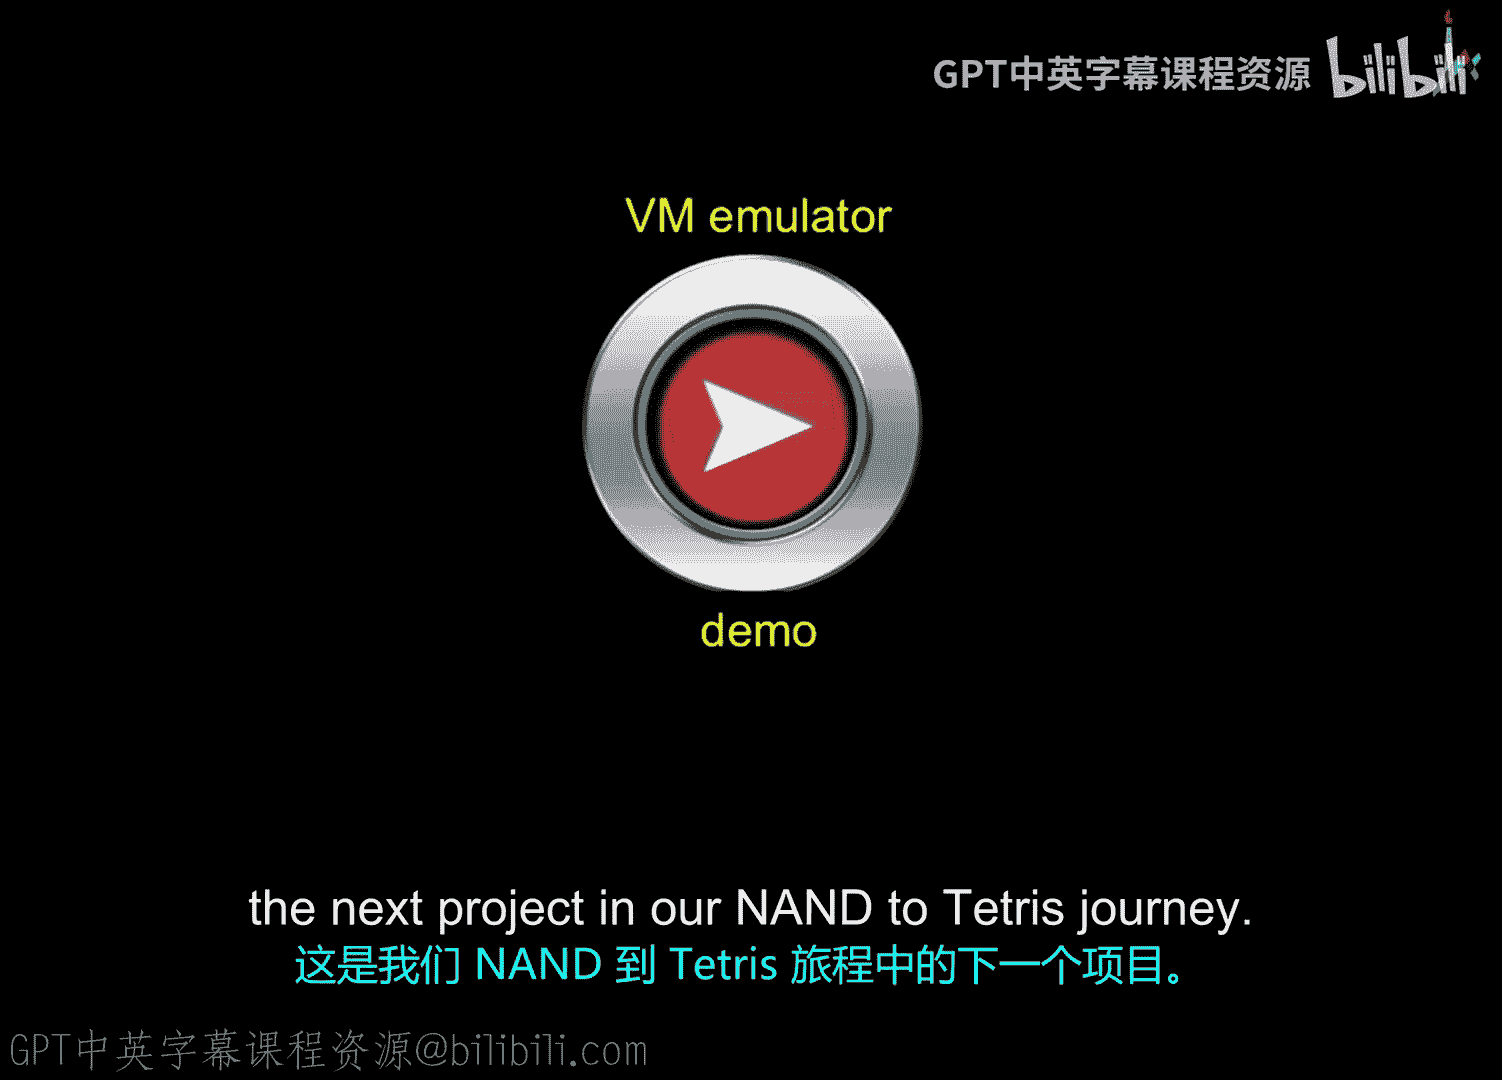 GPT中英字幕课程资源 bilibili
VM emulator
demo
the next project in our NAND to Tetris journey.
这是我们 NAND 到 Tetris 旅程中的下一个项目。
GPT中英字幕课程资源@bilibili.com